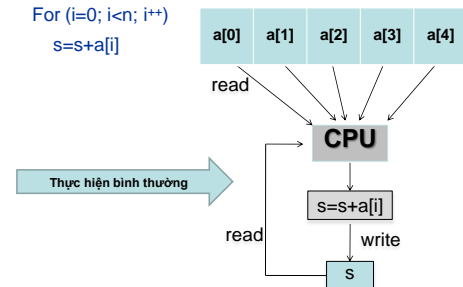 For (i=0; i<n; i++)
s=s+a[i]
a[0] a[1] a[2] a[3] a[4]
read
CPU
Thực hiện bình thường
s=s+a[i]
read
write
s